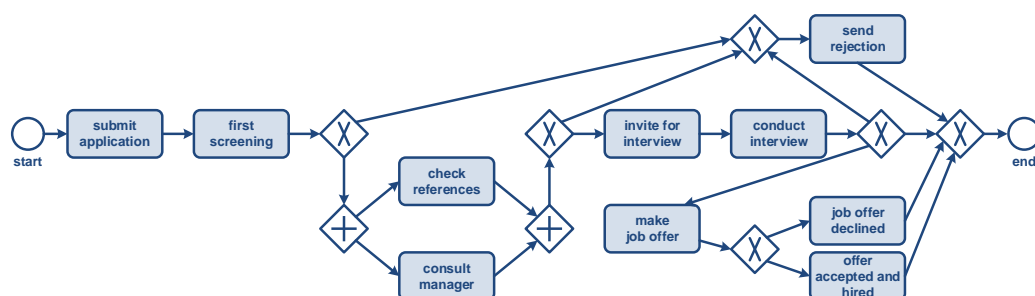 send
rejection
submit
application
first
screening
invite for
interview
conduct
interview
start
end
check
references
make
job offer
job offer
declined
consult
manager
offer
accepted and
hired